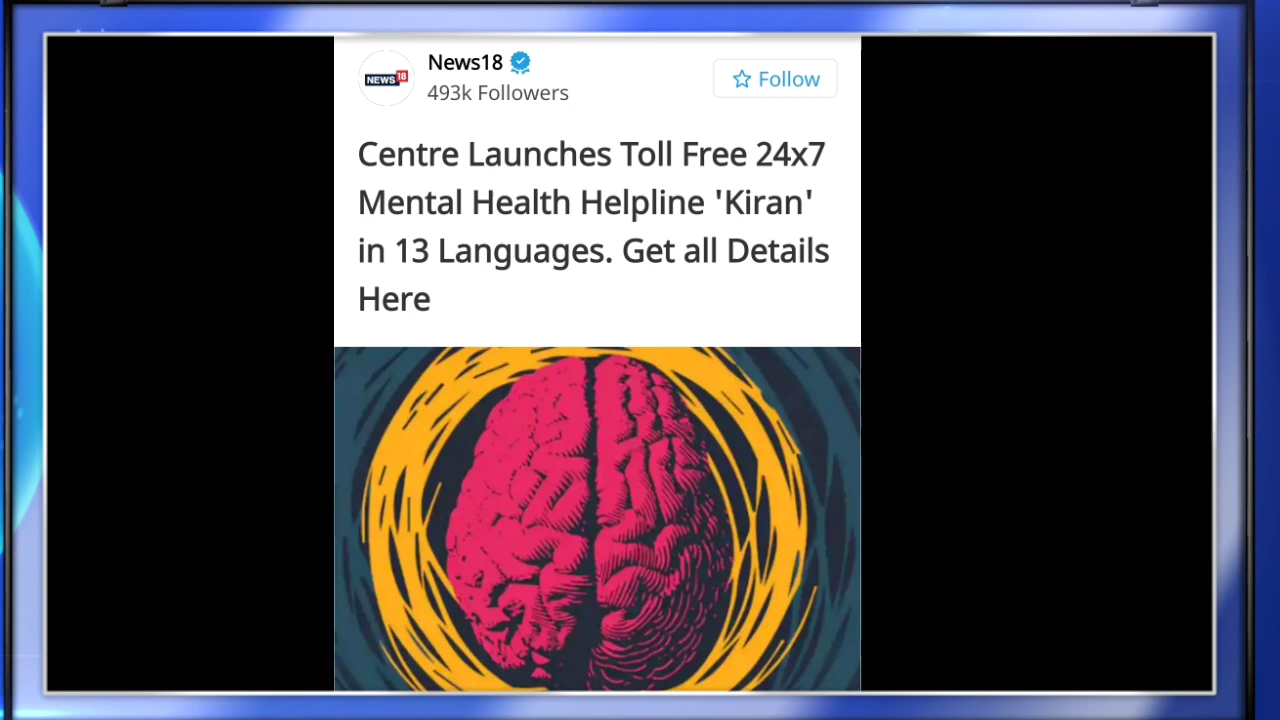 NEWS18
News18
493k Followers
Follow
Centre Launches Toll Free 24x7
Mental Health Helpline 'Kiran'
in 13 Languages. Get all Details
Here